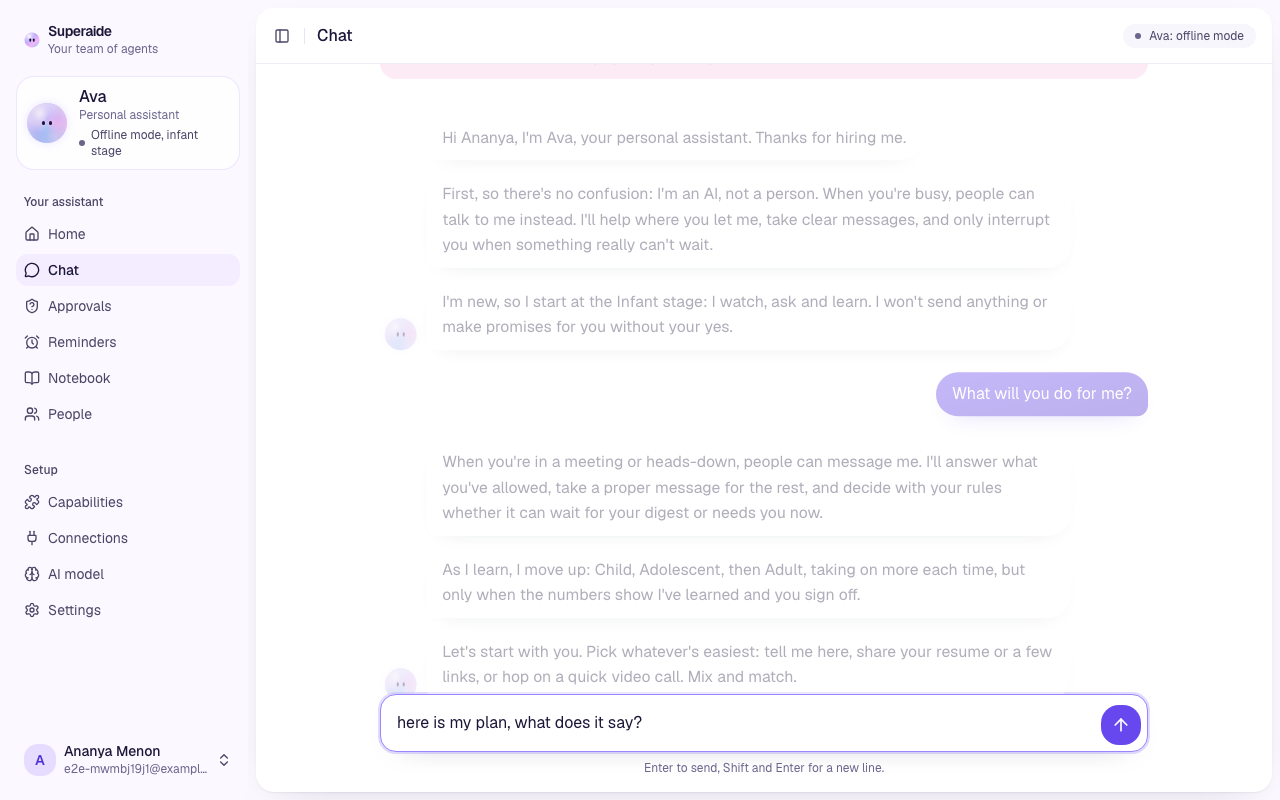 Superaide
Your team of agents
Ava
Personal assistant
Offline mode, infant
stage
Your assistant
Home
Chat
Approvals
Reminders
Notebook
People
Setup
Capabilities
Connections
AI model
Settings
A
Ananya Menon
e2e-mwmbj19j1@exampl...
Chat
Ava: offline mode
Hi Ananya, I'm Ava, your personal assistant. Thanks for hiring me.
First, so there's no confusion: I'm an AI, not a person. When you're busy, people can
talk to me instead. I'll help where you let me, take clear messages, and only interrupt
you when something really can't wait.
I'm new, so I start at the Infant stage: I watch, ask and learn. I won't send anything or
make promises for you without your yes.
What will you do for me?
When you're in a meeting or heads-down, people can message me. I'll answer what
you've allowed, take a proper message for the rest, and decide with your rules
whether it can wait for your digest or needs you now.
As I learn, I move up: Child, Adolescent, then Adult, taking on more each time, but
only when the numbers show I've learned and you sign off.
Let's start with you. Pick whatever's easiest: tell me here, share your resume or a few
links, or hop on a quick video call. Mix and match.
here is my plan, what does it say?
Enter to send, Shift and Enter for a new line.